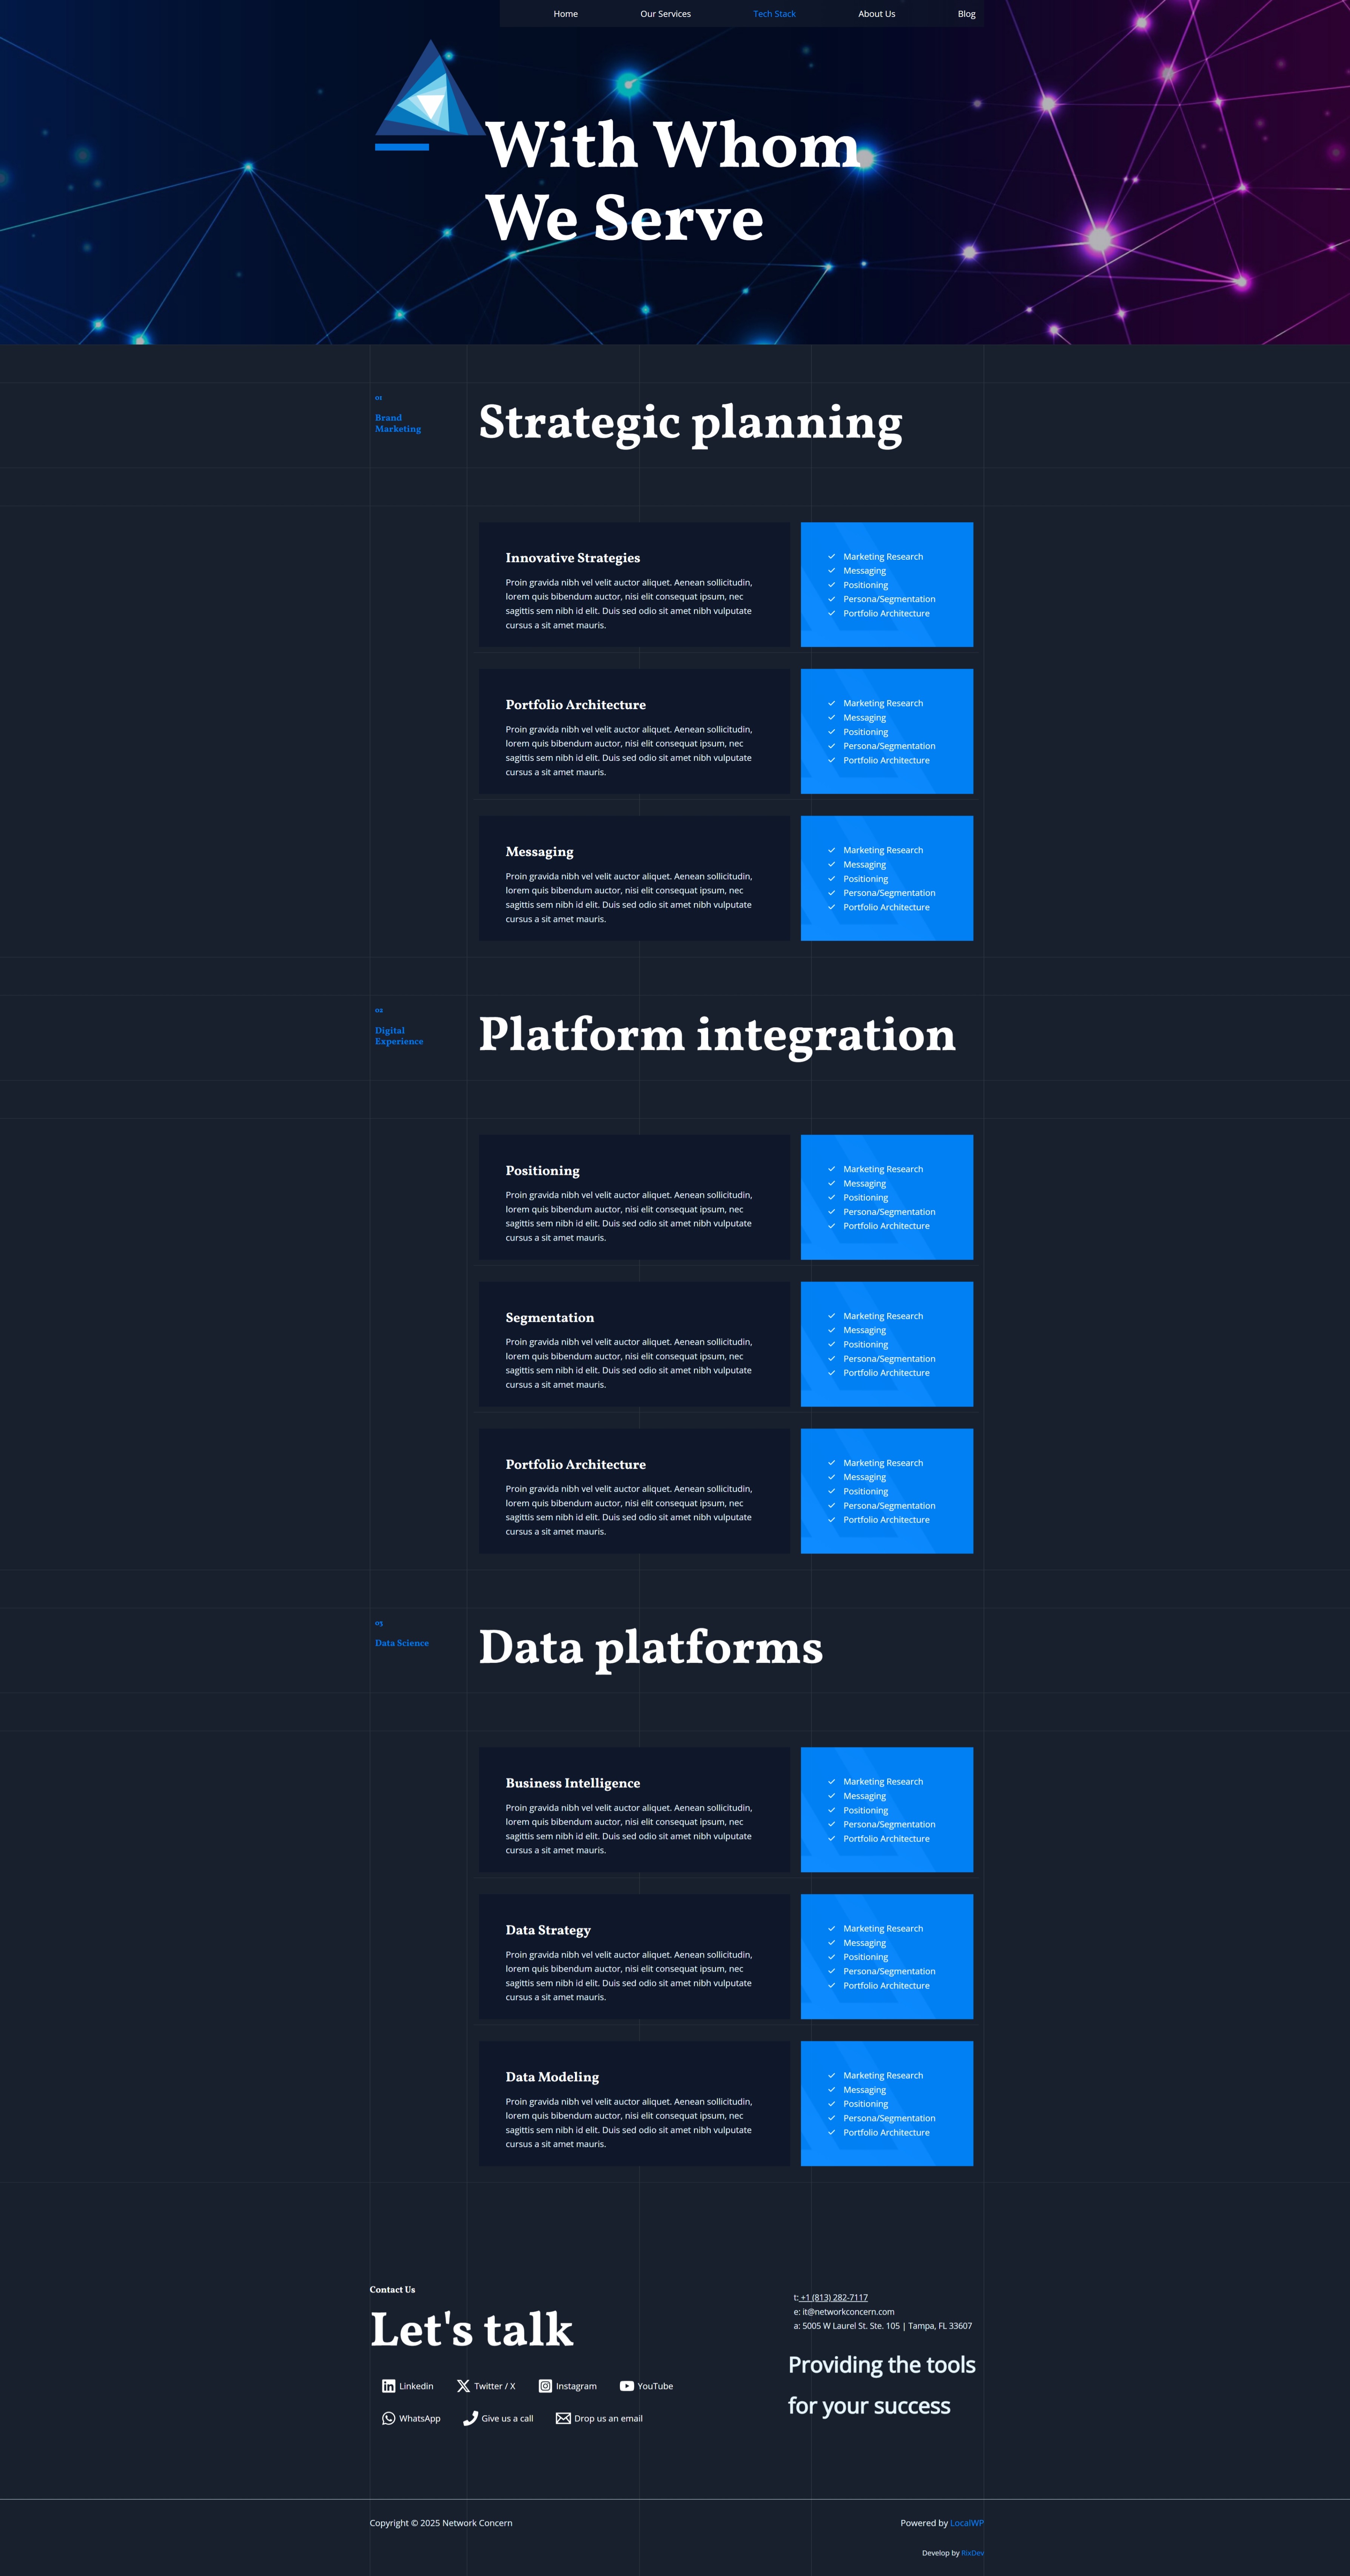 Home Our Services Tech Stack About Us Blog
With Whom
We Serve
01
Brand
Marketing
Strategic planning
Innovative Strategies
Proin gravida nibh vel velit auctor aliquet. Aenean sollicitudin,
lorem quis bibendum auctor, nisi elit consequat ipsum, nec
sagittis sem nibh id elit. Duis sed odio sit amet nibh vulputate
cursus a sit amet mauris.
Marketing Research
Messaging
Positioning
Persona/Segmentation
Portfolio Architecture
Portfolio Architecture
Proin gravida nibh vel velit auctor aliquet. Aenean sollicitudin,
lorem quis bibendum auctor, nisi elit consequat ipsum, nec
sagittis sem nibh id elit. Duis sed odio sit amet nibh vulputate
cursus a sit amet mauris.
Marketing Research
Messaging
Positioning
Persona/Segmentation
Portfolio Architecture
Messaging
Proin gravida nibh vel velit auctor aliquet. Aenean sollicitudin,
lorem quis bibendum auctor, nisi elit consequat ipsum, nec
sagittis sem nibh id elit. Duis sed odio sit amet nibh vulputate
cursus a sit amet mauris.
Marketing Research
Messaging
Positioning
Persona/Segmentation
Portfolio Architecture
02
Digital
Experience
Platform integration
Positioning
Proin gravida nibh vel velit auctor aliquet. Aenean sollicitudin,
lorem quis bibendum auctor, nisi elit consequat ipsum, nec
sagittis sem nibh id elit. Duis sed odio sit amet nibh vulputate
cursus a sit amet mauris.
Marketing Research
Messaging
Positioning
Persona/Segmentation
Portfolio Architecture
Segmentation
Proin gravida nibh vel velit auctor aliquet. Aenean sollicitudin,
lorem quis bibendum auctor, nisi elit consequat ipsum, nec
sagittis sem nibh id elit. Duis sed odio sit amet nibh vulputate
cursus a sit amet mauris.
Marketing Research
Messaging
Positioning
Persona/Segmentation
Portfolio Architecture
Portfolio Architecture
Proin gravida nibh vel velit auctor aliquet. Aenean sollicitudin,
lorem quis bibendum auctor, nisi elit consequat ipsum, nec
sagittis sem nibh id elit. Duis sed odio sit amet nibh vulputate
cursus a sit amet mauris.
Marketing Research
Messaging
Positioning
Persona/Segmentation
Portfolio Architecture
03
Data Science
Data platforms
Business Intelligence
Proin gravida nibh vel velit auctor aliquet. Aenean sollicitudin,
lorem quis bibendum auctor, nisi elit consequat ipsum, nec
sagittis sem nibh id elit. Duis sed odio sit amet nibh vulputate
cursus a sit amet mauris.
Marketing Research
Messaging
Positioning
Persona/Segmentation
Portfolio Architecture
Data Strategy
Proin gravida nibh vel velit auctor aliquet. Aenean sollicitudin,
lorem quis bibendum auctor, nisi elit consequat ipsum, nec
sagittis sem nibh id elit. Duis sed odio sit amet nibh vulputate
cursus a sit amet mauris.
Marketing Research
Messaging
Positioning
Persona/Segmentation
Portfolio Architecture
Data Modeling
Proin gravida nibh vel velit auctor aliquet. Aenean sollicitudin,
lorem quis bibendum auctor, nisi elit consequat ipsum, nec
sagittis sem nibh id elit. Duis sed odio sit amet nibh vulputate
cursus a sit amet mauris.
Marketing Research
Messaging
Positioning
Persona/Segmentation
Portfolio Architecture
Contact Us
Let's talk
Linkedin Twitter / X Instagram YouTube
WhatsApp Give us a call Drop us an email
t: +1 (813) 282-7117
e: it@networkconcern.com
a: 5005 W Laurel St. Ste. 105 | Tampa, FL 33607
Providing the tools
for your success
Copyright © 2025 Network Concern
Powered by LocalWP
Develop by RixDev